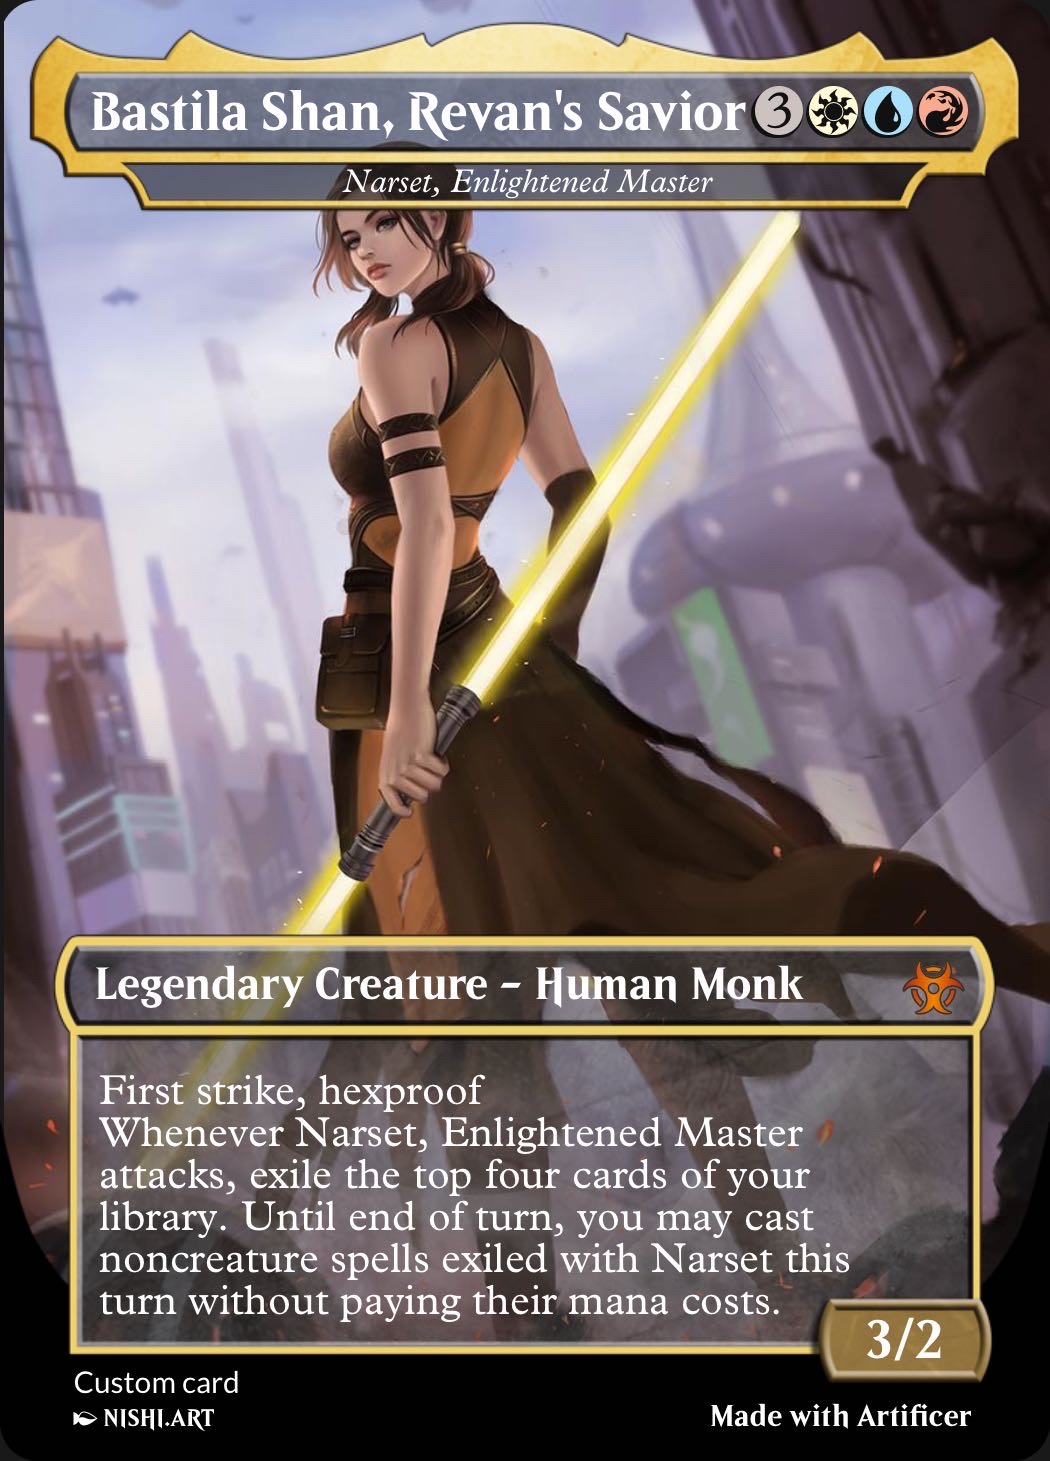 Bastila Shan, Revan's Savior 3
Narset, Enlightened Master
Legendary Creature – Human Monk
First strike, hexproof
Whenever Narset, Enlightened Master
attacks, exile the top four cards of your
library. Until end of turn, you may cast
noncreature spells exiled with Narset this
turn without paying their mana costs.
3/2
Custom card
NISHI.ART
Made with Artificer